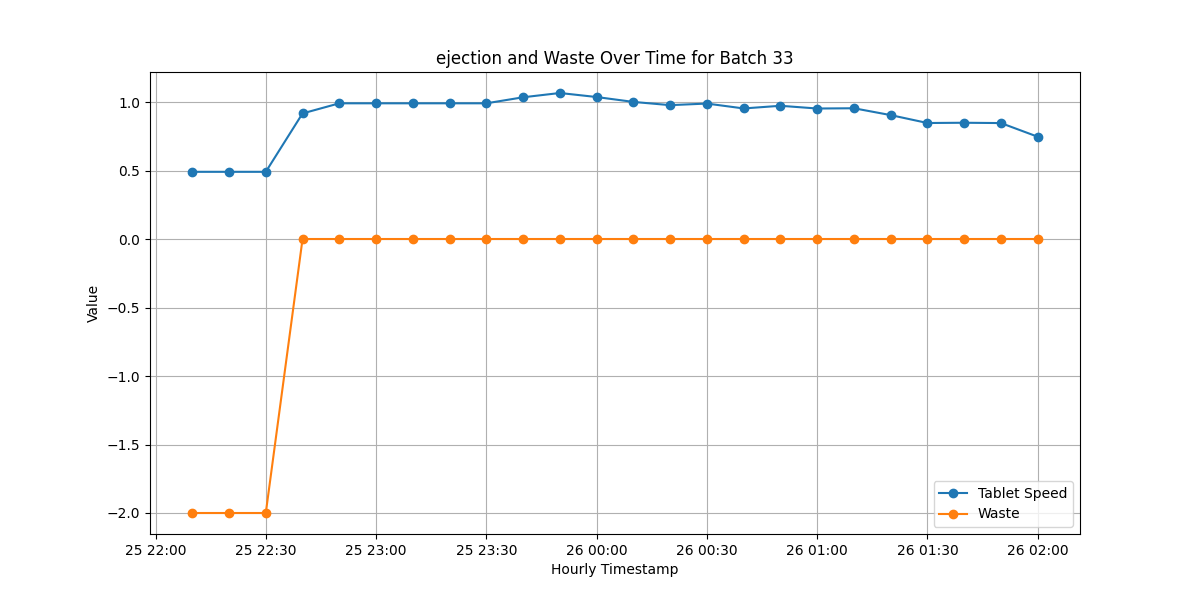 ejection and Waste Over Time for Batch 33
Value
1.0
0.5
0.0
−0.5
−1.0
−1.5
−2.0
Tablet Speed
Waste
25 22:00 25 22:30 25 23:00 25 23:30 26 00:00 26 00:30 26 01:00 26 01:30 26 02:00
Hourly Timestamp